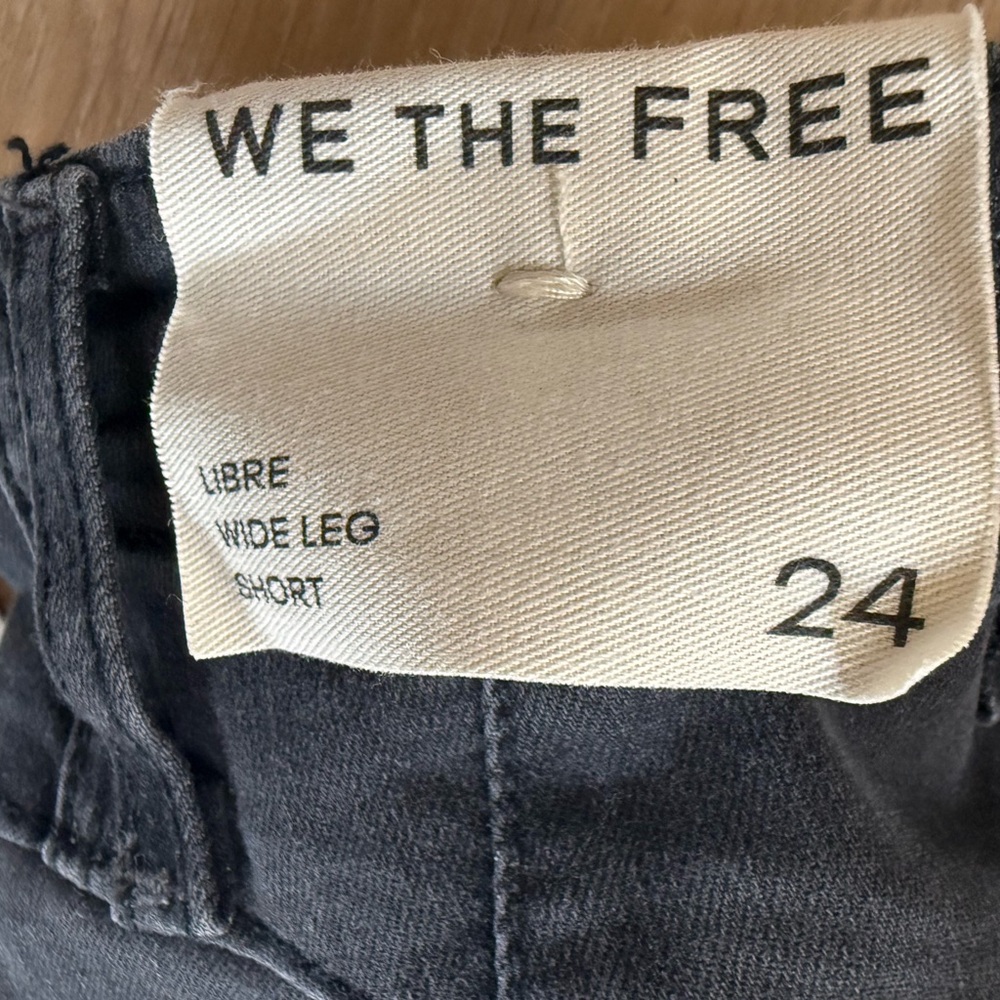 WE THE FREE
LIBRE
WIDE LEG
SHORT
24